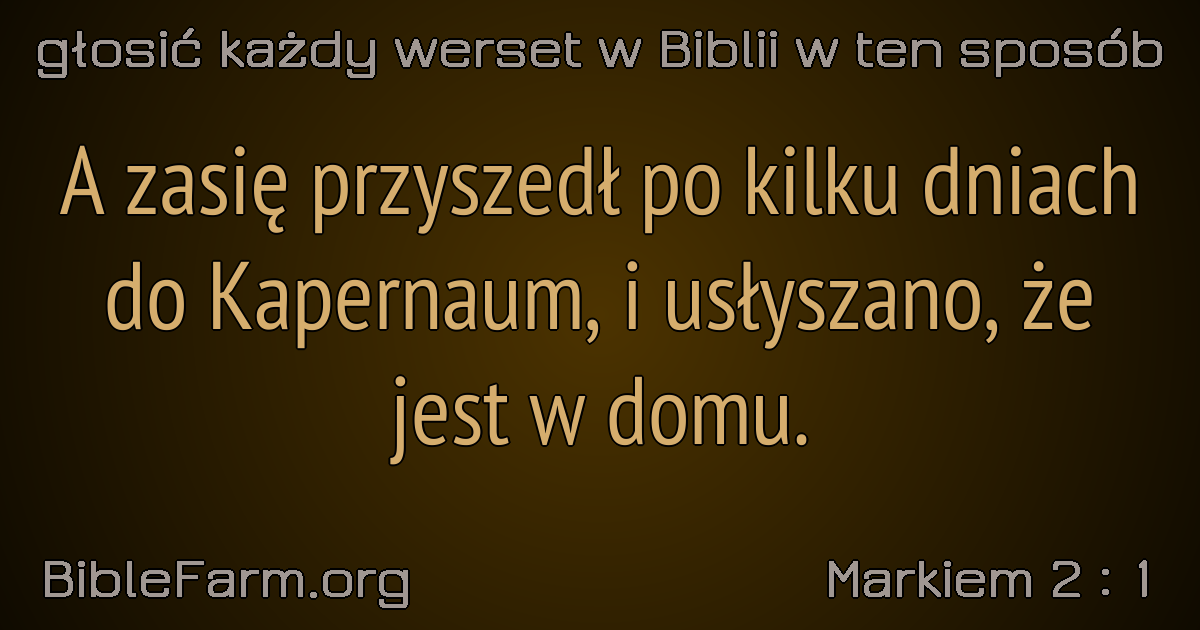 głosić każdy werset w Biblii w ten sposób
A zasię przyszedł po kilku dniach
do Kapernaum, i usłyszano, że
jest w domu.
BibleFarm.org
Markiem 2 : 1